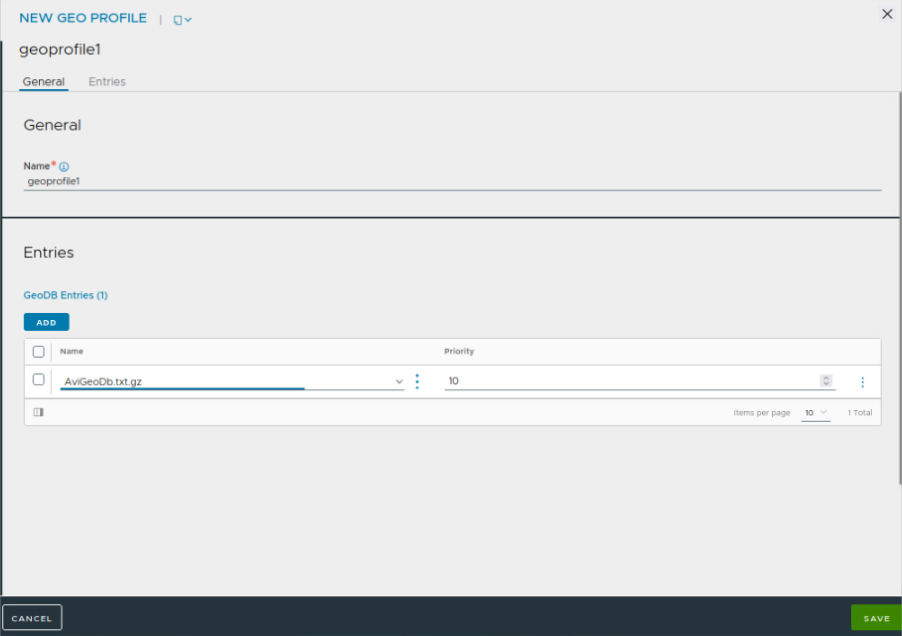 NEW GEO PROFILE |
geoprofile1
General Entries
General
Name* ⓘ
geoprofile1
Entries
GeoDB Entries (1)
ADD
Name Priority
AviGeoDb.txt.gz 10
Items per page 10 1 Total
CANCEL SAVE